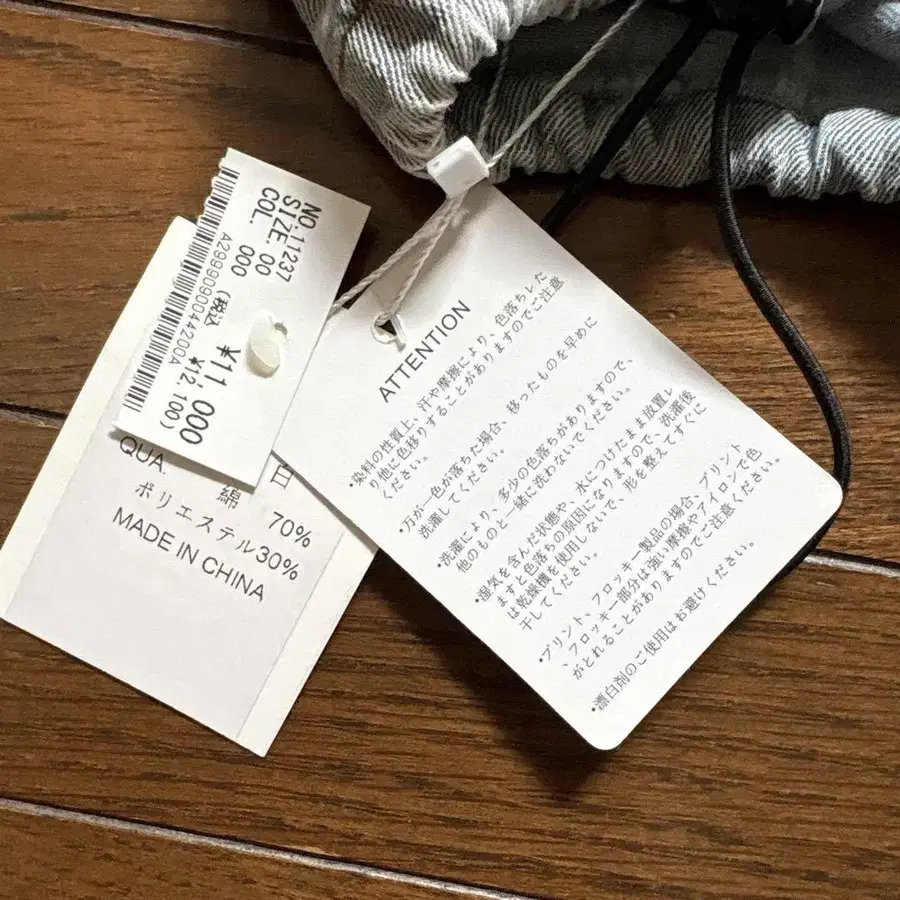 NO.11237
SIZE. 00
COL. 000
000
A2999090044200A
¥11,000
(税込 ¥12,100)
白
QUA.
綿 70%
ポリエステル30%
MADE IN CHINA
ATTENTION
・染料の性質上、汗や摩擦により、色落ちした
り他に色移りすることがありますのでご注意
ください。
・万が一色が落ちた場合、移ったものを早めに
洗濯してください。
・洗濯により、多少の色落ちがありますので、
他のものと一緒に洗わないでください。
・湿気を含んだ状態や、水につけたまま放置し
ますと色落ちの原因になりますので、洗濯後
は乾燥機を使用しないで、形を整えてすぐに
干してください。
・プリント、フロッキー製品の場合、プリント
、フロッキー部分は強い摩擦やアイロンで色
がとれることがありますのでご注意ください。
・漂白剤のご使用はお避けください。